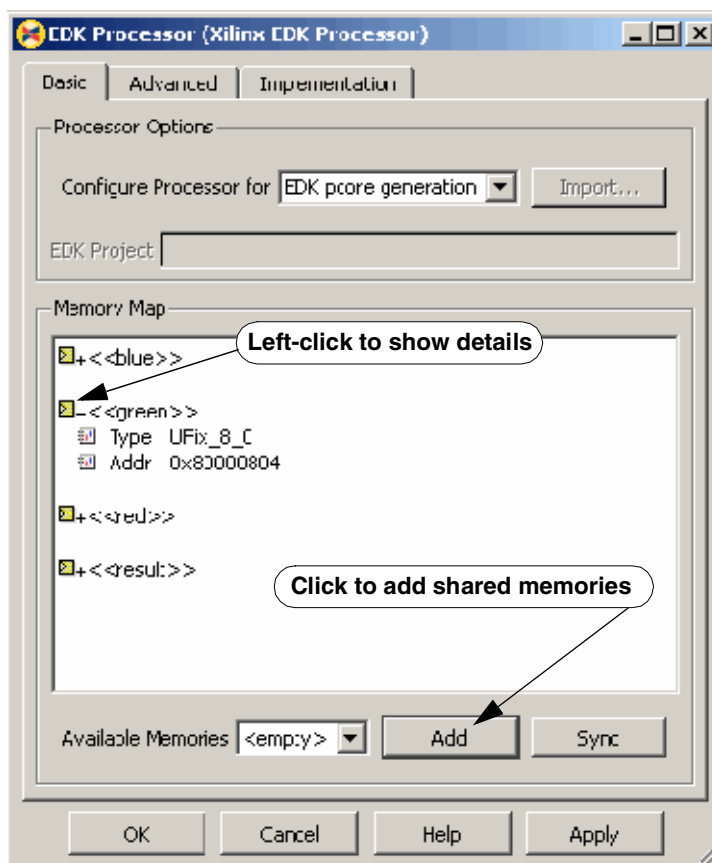 EDK Processor (Xilinx EDK Processor)
Basic Advanced Implementation
Processor Options
Configure Processor for EDK pcore generation Import...
EDK Project
Memory Map
Left-click to show details
+<<blue>>
-<<green>>
Type UFix_8_0
Addr 0x80000804
+<<red>>
+<<result>>
Click to add shared memories
Available Memories <empty> Add Sync
OK Cancel Help Apply